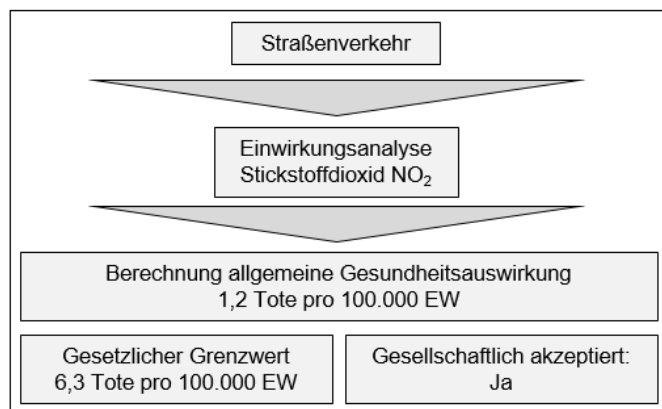 Straßenverkehr
Einwirkungsanalyse
Stickstoffdioxid NO₂
Berechnung allgemeine Gesundheitsauswirkung
1,2 Tote pro 100.000 EW
Gesetzlicher Grenzwert
6,3 Tote pro 100.000 EW
Gesellschaftlich akzeptiert:
Ja